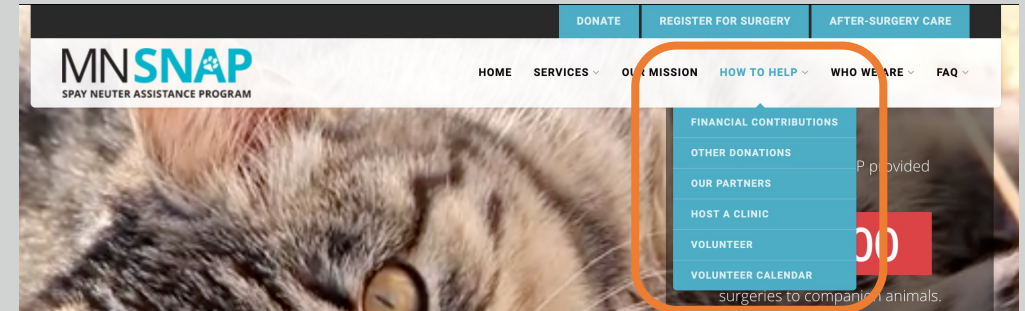 DONATE REGISTER FOR SURGERY AFTER-SURGERY CARE
MNSNAP
SPAY NEUTER ASSISTANCE PROGRAM
HOME SERVICES OUR MISSION HOW TO HELP WHO WE ARE FAQ
FINANCIAL CONTRIBUTIONS
OTHER DONATIONS
P provided
OUR PARTNERS
HOST A CLINIC
00
VOLUNTEER
VOLUNTEER CALENDAR
surgeries to companion animals.